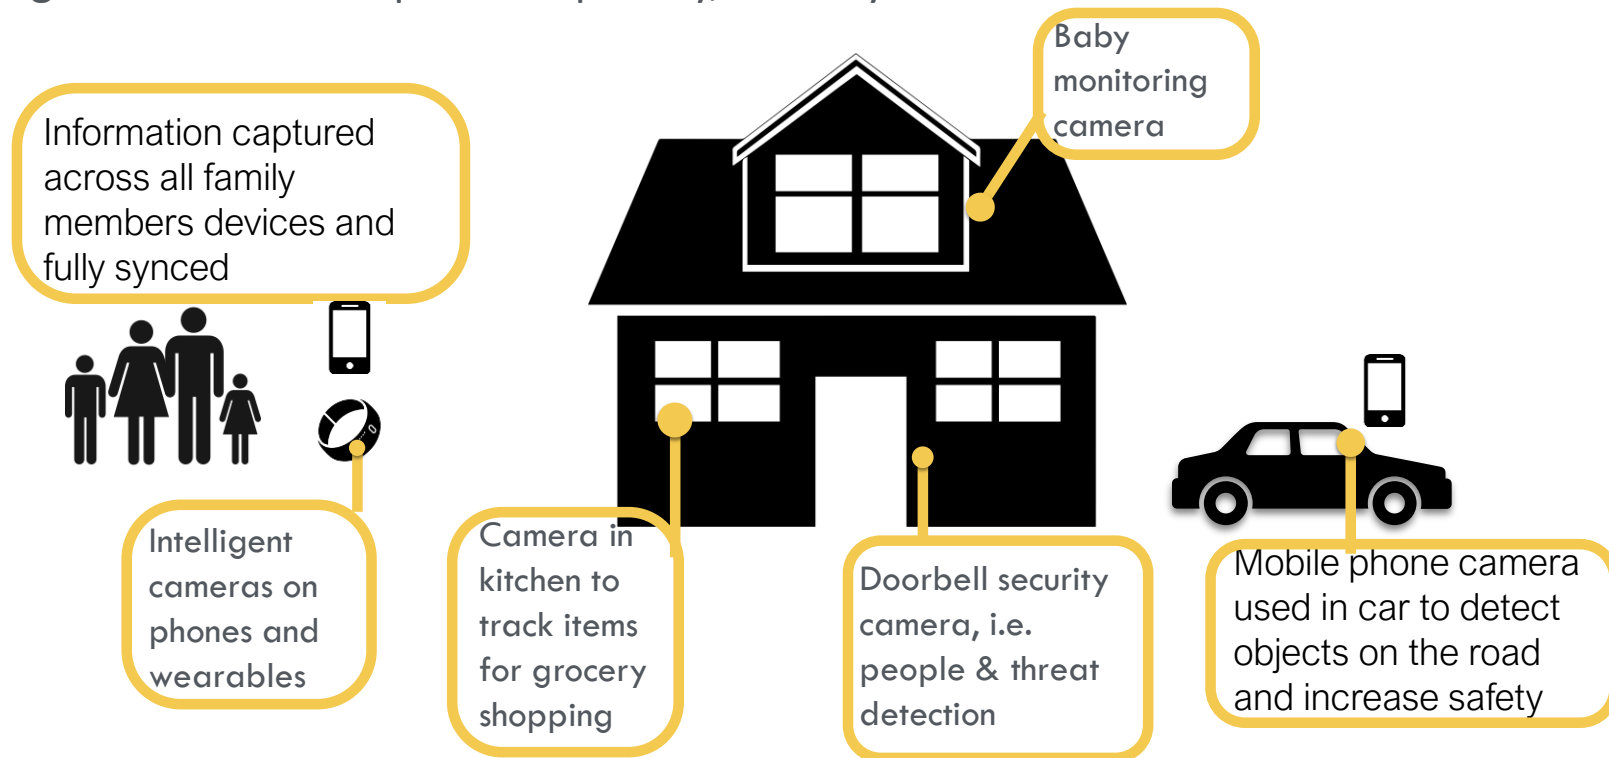 Baby
monitoring
camera
Information captured
across all family
members devices and
fully synced
Intelligent
cameras on
phones and
wearables
Camera in
kitchen to
track items
for grocery
shopping
Doorbell security
camera, i.e.
people & threat
detection
Mobile phone camera
used in car to detect
objects on the road
and increase safety